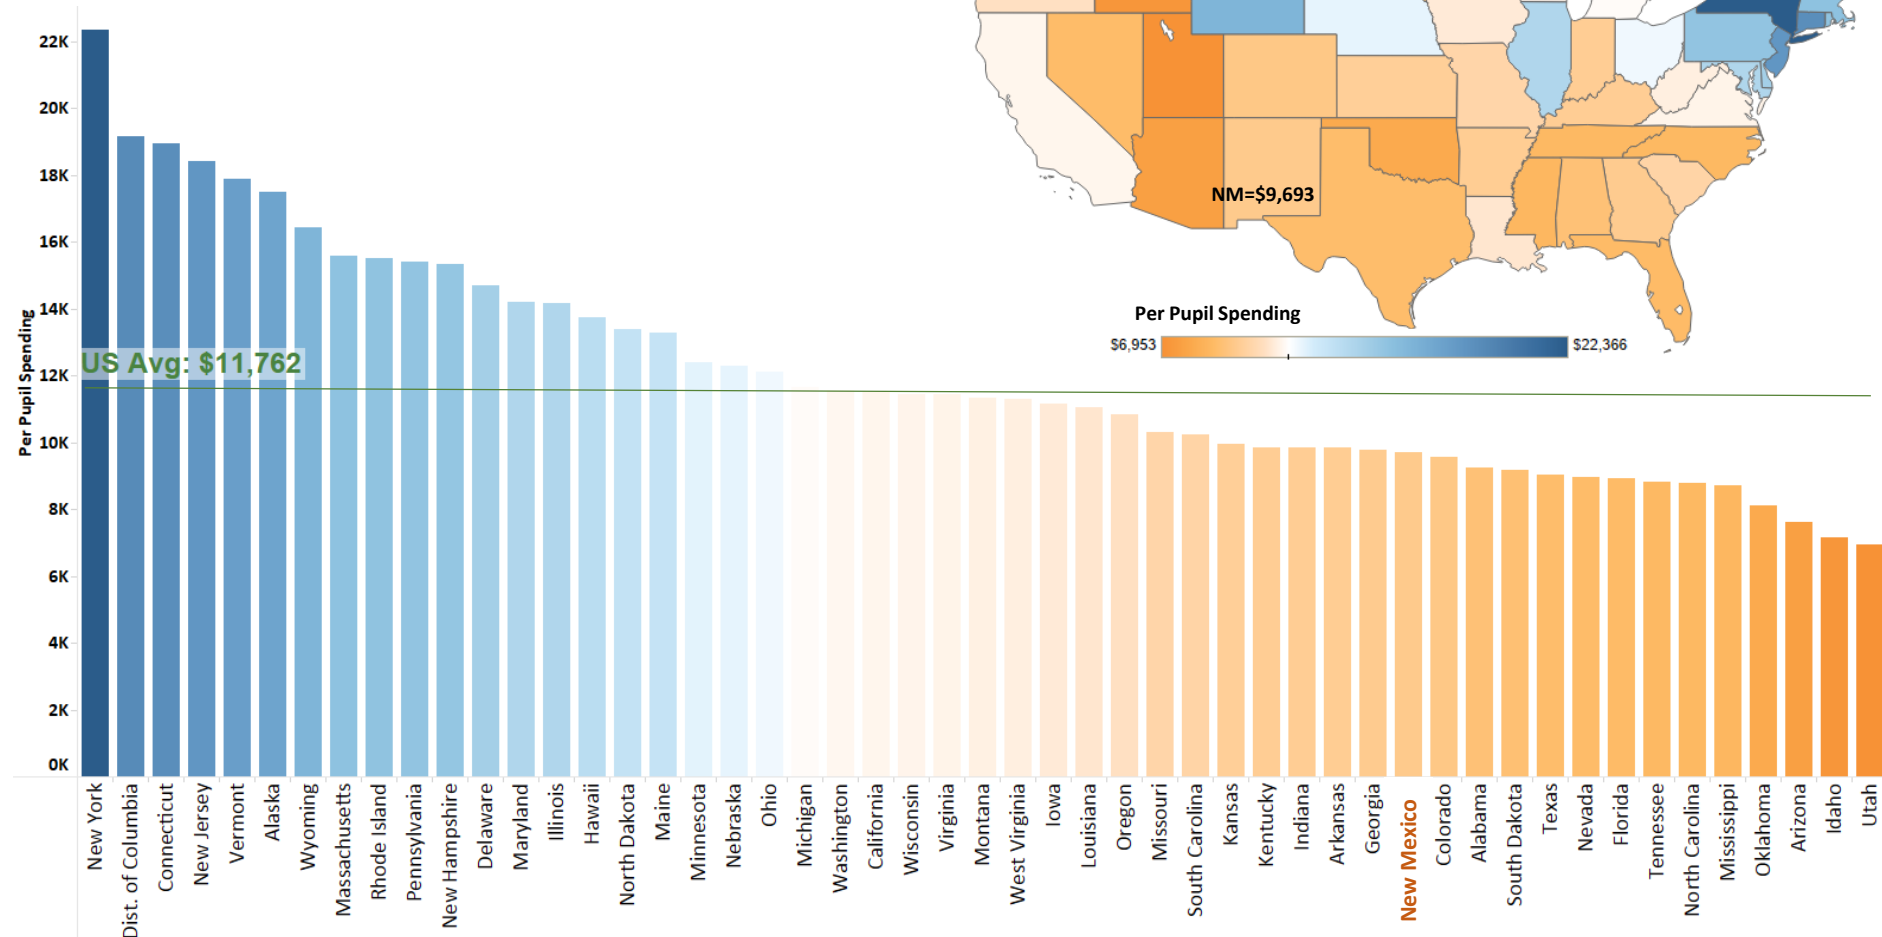 22K
20K
18K
16K
14K
12K
10K
8K
6K
4K
2K
0K
Per Pupil Spending
US Avg: $11,762
NM=$9,693
Per Pupil Spending
$6,953
$22,366
New York
Dist. of Columbia
Connecticut
New Jersey
Vermont
Alaska
Wyoming
Massachusetts
Rhode Island
Pennsylvania
New Hampshire
Delaware
Maryland
Illinois
Hawaii
North Dakota
Maine
Minnesota
Nebraska
Ohio
Michigan
Washington
California
Wisconsin
Virginia
Montana
West Virginia
Iowa
Louisiana
Oregon
Missouri
South Carolina
Kansas
Kentucky
Indiana
Arkansas
Georgia
New Mexico
Colorado
Alabama
South Dakota
Texas
Nevada
Florida
Tennessee
North Carolina
Mississippi
Oklahoma
Arizona
Idaho
Utah